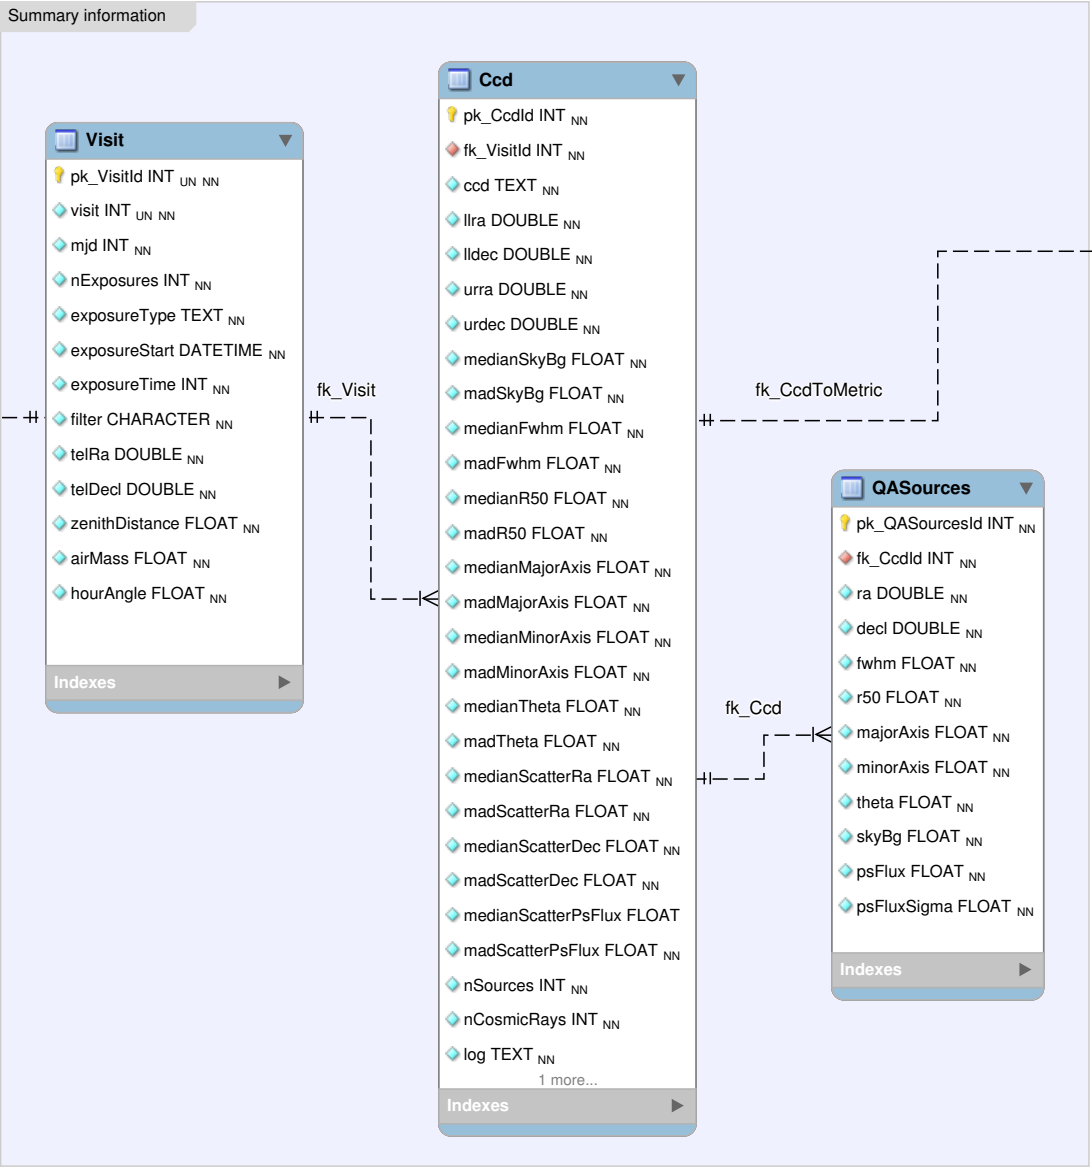 Summary information
Visit
pk_VisitId INT UN NN
visit INT UN NN
mjd INT NN
nExposures INT NN
exposureType TEXT NN
exposureStart DATETIME NN
exposureTime INT NN
filter CHARACTER NN
telRa DOUBLE NN
telDecl DOUBLE NN
zenithDistance FLOAT NN
airMass FLOAT NN
hourAngle FLOAT NN
Indexes
fk_Visit
Ccd
pk_CcdId INT NN
fk_VisitId INT NN
ccd TEXT NN
llra DOUBLE NN
lldec DOUBLE NN
urra DOUBLE NN
urdec DOUBLE NN
medianSkyBg FLOAT NN
madSkyBg FLOAT NN
medianFwhm FLOAT NN
madFwhm FLOAT NN
medianR50 FLOAT NN
madR50 FLOAT NN
medianMajorAxis FLOAT NN
madMajorAxis FLOAT NN
medianMinorAxis FLOAT NN
madMinorAxis FLOAT NN
medianTheta FLOAT NN
madTheta FLOAT NN
medianScatterRa FLOAT NN
madScatterRa FLOAT NN
medianScatterDec FLOAT NN
madScatterDec FLOAT NN
medianScatterPsFlux FLOAT
madScatterPsFlux FLOAT NN
nSources INT NN
nCosmicRays INT NN
log TEXT NN
1 more...
Indexes
fk_CcdToMetric
fk_Ccd
QASources
pk_QASourcesId INT NN
fk_CcdId INT NN
ra DOUBLE NN
decl DOUBLE NN
fwhm FLOAT NN
r50 FLOAT NN
majorAxis FLOAT NN
minorAxis FLOAT NN
theta FLOAT NN
skyBg FLOAT NN
psFlux FLOAT NN
psFluxSigma FLOAT NN
Indexes